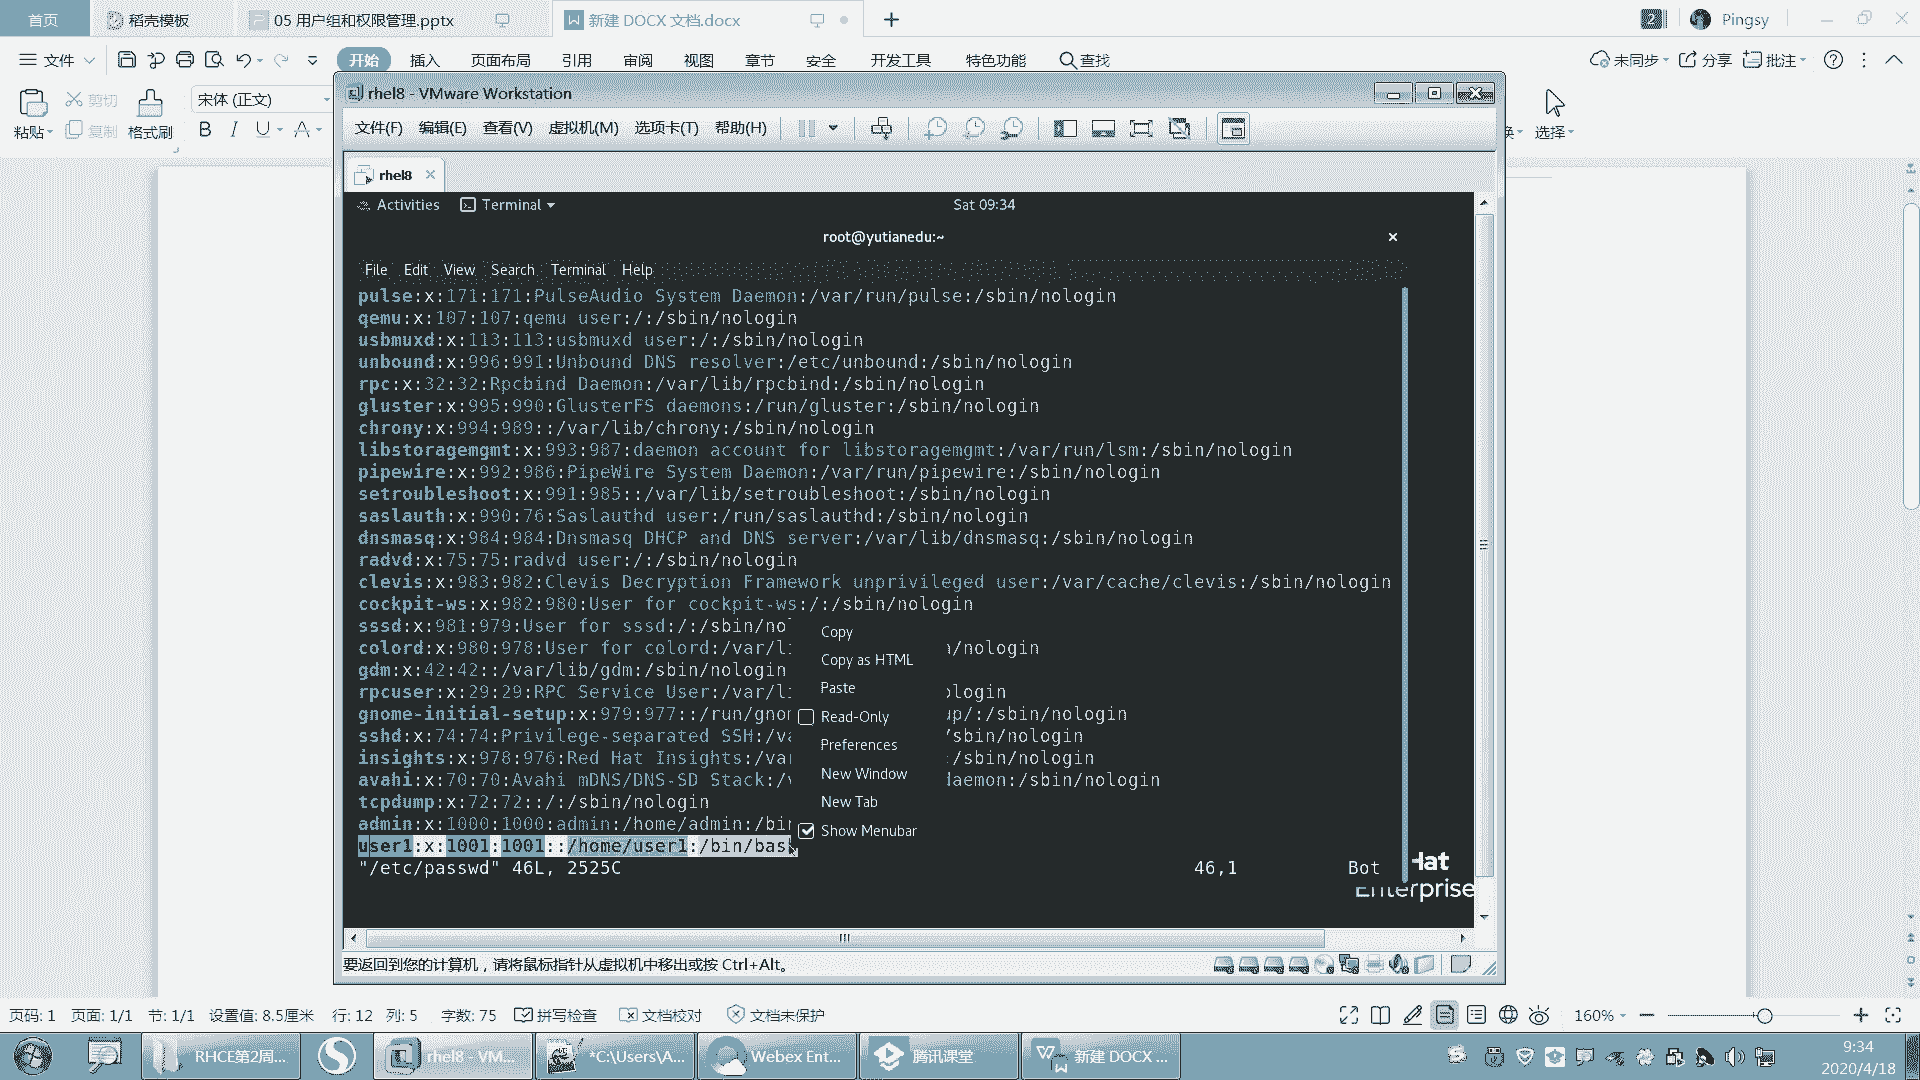 首页 稻壳模板 05 用户组和权限管理.pptx 新建 DOCX 文档.docx 2 Pingsy
文件 开始 插入 页面布局 引用 审阅 视图 章节 安全 开发工具 特色功能 查找 未同步 分享 批注
剪切 宋体 (正文)
粘贴 复制 格式刷 B I U A 选择
rhel8 - VMware Workstation
文件(F) 编辑(E) 查看(V) 虚拟机(M) 选项卡(T) 帮助(H)
rhel8
Activities Terminal Sat 09:34
root@yutianedu:~
File Edit View Search Terminal Help
pulse:x:171:171:PulseAudio System Daemon:/var/run/pulse:/sbin/nologin
qemu:x:107:107:qemu user:/:/sbin/nologin
usbmuxd:x:113:113:usbmuxd user:/:/sbin/nologin
unbound:x:996:991:Unbound DNS resolver:/etc/unbound:/sbin/nologin
rpc:x:32:32:Rpcbind Daemon:/var/lib/rpcbind:/sbin/nologin
gluster:x:995:990:GlusterFS daemons:/run/gluster:/sbin/nologin
chrony:x:994:989::/var/lib/chrony:/sbin/nologin
libstoragemgmt:x:993:987:daemon account for libstoragemgmt:/var/run/lsm:/sbin/nologin
pipewire:x:992:986:PipeWire System Daemon:/var/run/pipewire:/sbin/nologin
setroubleshoot:x:991:985::/var/lib/setroubleshoot:/sbin/nologin
saslauth:x:990:76:Saslauthd user:/run/saslauthd:/sbin/nologin
dnsmasq:x:984:984:Dnsmasq DHCP and DNS server:/var/lib/dnsmasq:/sbin/nologin
radvd:x:75:75:radvd user:/:/sbin/nologin
clevis:x:983:982:Clevis Decryption Framework unprivileged user:/var/cache/clevis:/sbin/nologin
cockpit-ws:x:982:980:User for cockpit-ws:/:/sbin/nologin
sssd:x:981:979:User for sssd:/:/sbin/no
colord:x:980:978:User for colord:/var/l /nologin
gdm:x:42:42::/var/lib/gdm:/sbin/nologin
rpcuser:x:29:29:RPC Service User:/var/l ologin
gnome-initial-setup:x:979:977::/run/gno up/:/sbin/nologin
sshd:x:74:74:Privilege-separated SSH:/va /sbin/nologin
insights:x:978:976:Red Hat Insights:/var :/sbin/nologin
avahi:x:70:70:Avahi mDNS/DNS-SD Stack:/v daemon:/sbin/nologin
tcpdump:x:72:72::/:/sbin/nologin
admin:x:1000:1000:admin:/home/admin:/bin
user1:x:1001:1001::/home/user1:/bin/bas
"/etc/passwd" 46L, 2525C 46,1 Bot
Copy
Copy as HTML
Paste
Read-Only
Preferences
New Window
New Tab
Show Menubar
Hat
Enterprise
要返回到您的计算机，请将鼠标指针从虚拟机中移出或按 Ctrl+Alt。
页码: 1 页面: 1/1 节: 1/1 设置值: 8.5厘米 行: 12 列: 5 字数: 75 拼写检查 文档校对 文档未保护 160%
RHCE第2周... rhel8 - VM... *C:\Users\A... Webex Ent... 腾讯课堂 新建 DOCX ... 9:34
2020/4/18